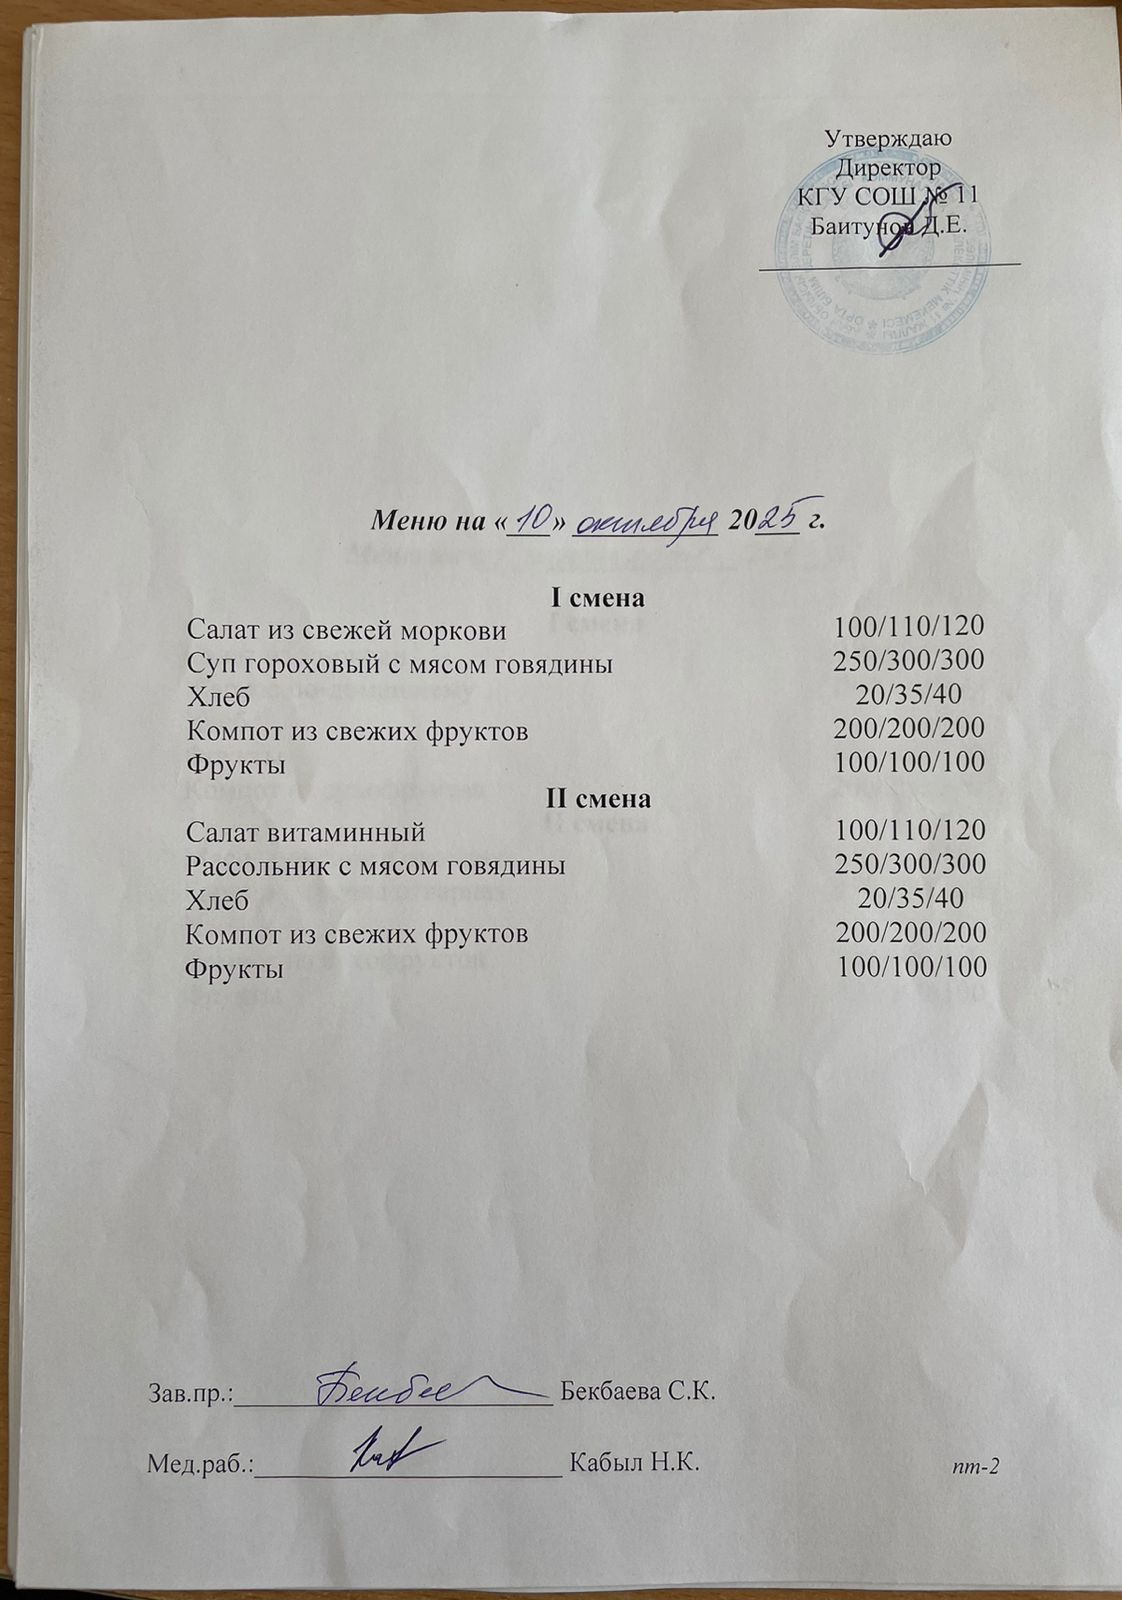 Утверждаю
Директор
КГУ СОШ № 11
Баитунов Д.Е.
Меню на «10» октября 2025 г.
I смена
Салат из свежей моркови 100/110/120
Суп гороховый с мясом говядины 250/300/300
Хлеб 20/35/40
Компот из свежих фруктов 200/200/200
Фрукты 100/100/100
II смена
Салат витаминный 100/110/120
Рассольник с мясом говядины 250/300/300
Хлеб 20/35/40
Компот из свежих фруктов 200/200/200
Фрукты 100/100/100
Зав.пр.: Бекбаева С.К.
Мед.раб.: Кабыл Н.К.
пт-2